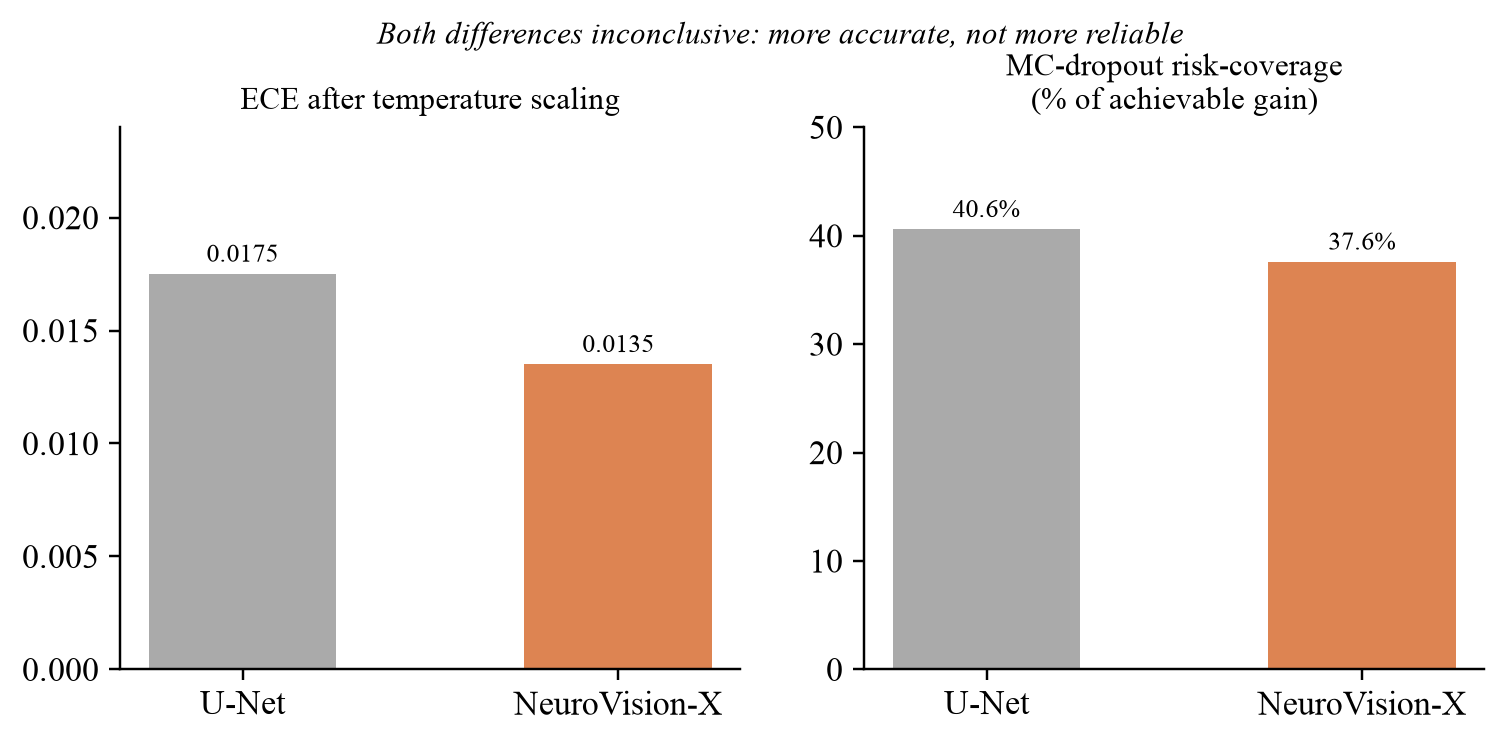 Both differences inconclusive: more accurate, not more reliable
ECE after temperature scaling
0.020
0.015
0.010
0.005
0.000
0.0175
0.0135
U-Net
NeuroVision-X
MC-dropout risk-coverage
(% of achievable gain)
50
40
30
20
10
0
40.6%
37.6%
U-Net
NeuroVision-X